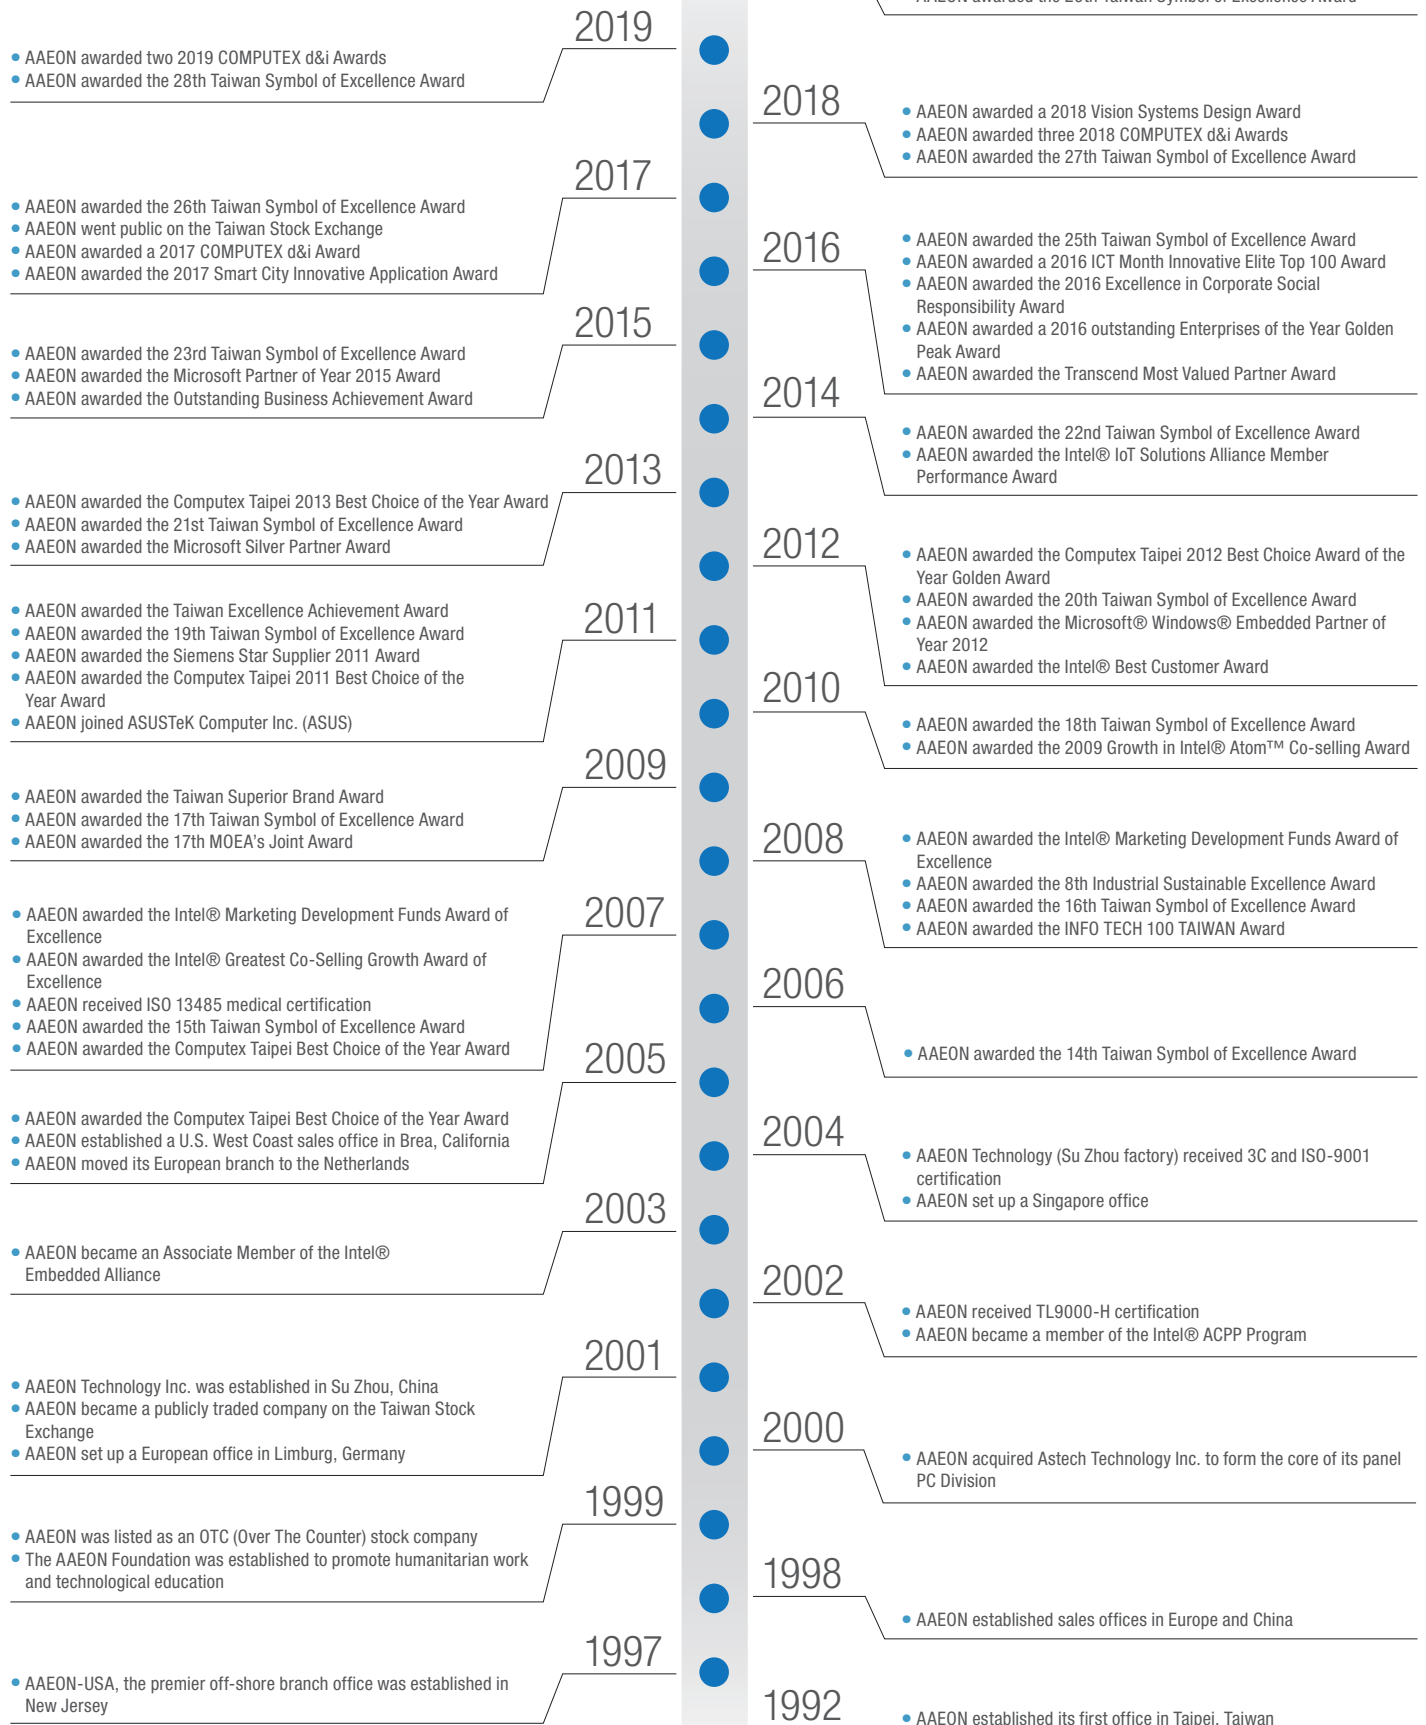 AAEON awarded the 29th Taiwan Symbol of Excellence Award
2019
AAEON awarded two 2019 COMPUTEX d&i Awards
AAEON awarded the 28th Taiwan Symbol of Excellence Award
2018
AAEON awarded a 2018 Vision Systems Design Award
AAEON awarded three 2018 COMPUTEX d&i Awards
AAEON awarded the 27th Taiwan Symbol of Excellence Award
2017
AAEON awarded the 26th Taiwan Symbol of Excellence Award
AAEON went public on the Taiwan Stock Exchange
AAEON awarded a 2017 COMPUTEX d&i Award
AAEON awarded the 2017 Smart City Innovative Application Award
2016
AAEON awarded the 25th Taiwan Symbol of Excellence Award
AAEON awarded a 2016 ICT Month Innovative Elite Top 100 Award
AAEON awarded the 2016 Excellence in Corporate Social
Responsibility Award
AAEON awarded a 2016 outstanding Enterprises of the Year Golden
Peak Award
AAEON awarded the Transcend Most Valued Partner Award
2015
AAEON awarded the 23rd Taiwan Symbol of Excellence Award
AAEON awarded the Microsoft Partner of Year 2015 Award
AAEON awarded the Outstanding Business Achievement Award
2014
AAEON awarded the 22nd Taiwan Symbol of Excellence Award
AAEON awarded the Intel® IoT Solutions Alliance Member
Performance Award
2013
AAEON awarded the Computex Taipei 2013 Best Choice of the Year Award
AAEON awarded the 21st Taiwan Symbol of Excellence Award
AAEON awarded the Microsoft Silver Partner Award
2012
AAEON awarded the Computex Taipei 2012 Best Choice Award of the
Year Golden Award
AAEON awarded the 20th Taiwan Symbol of Excellence Award
AAEON awarded the Microsoft® Windows® Embedded Partner of
Year 2012
AAEON awarded the Intel® Best Customer Award
2011
AAEON awarded the Taiwan Excellence Achievement Award
AAEON awarded the 19th Taiwan Symbol of Excellence Award
AAEON awarded the Siemens Star Supplier 2011 Award
AAEON awarded the Computex Taipei 2011 Best Choice of the
Year Award
AAEON joined ASUSTeK Computer Inc. (ASUS)
2010
AAEON awarded the 18th Taiwan Symbol of Excellence Award
AAEON awarded the 2009 Growth in Intel® Atom™ Co-selling Award
2009
AAEON awarded the Taiwan Superior Brand Award
AAEON awarded the 17th Taiwan Symbol of Excellence Award
AAEON awarded the 17th MOEA's Joint Award
2008
AAEON awarded the Intel® Marketing Development Funds Award of
Excellence
AAEON awarded the 8th Industrial Sustainable Excellence Award
AAEON awarded the 16th Taiwan Symbol of Excellence Award
AAEON awarded the INFO TECH 100 TAIWAN Award
2007
AAEON awarded the Intel® Marketing Development Funds Award of
Excellence
AAEON awarded the Intel® Greatest Co-Selling Growth Award of
Excellence
AAEON received ISO 13485 medical certification
AAEON awarded the 15th Taiwan Symbol of Excellence Award
AAEON awarded the Computex Taipei Best Choice of the Year Award
2006
AAEON awarded the 14th Taiwan Symbol of Excellence Award
2005
AAEON awarded the Computex Taipei Best Choice of the Year Award
AAEON established a U.S. West Coast sales office in Brea, California
AAEON moved its European branch to the Netherlands
2004
AAEON Technology (Su Zhou factory) received 3C and ISO-9001
certification
AAEON set up a Singapore office
2003
AAEON became an Associate Member of the Intel®
Embedded Alliance
2002
AAEON received TL9000-H certification
AAEON became a member of the Intel® ACPP Program
2001
AAEON Technology Inc. was established in Su Zhou, China
AAEON became a publicly traded company on the Taiwan Stock
Exchange
AAEON set up a European office in Limburg, Germany
2000
AAEON acquired Astech Technology Inc. to form the core of its panel
PC Division
1999
AAEON was listed as an OTC (Over The Counter) stock company
The AAEON Foundation was established to promote humanitarian work
and technological education
1998
AAEON established sales offices in Europe and China
1997
AAEON-USA, the premier off-shore branch office was established in
New Jersey
1992
AAEON established its first office in Taipei, Taiwan